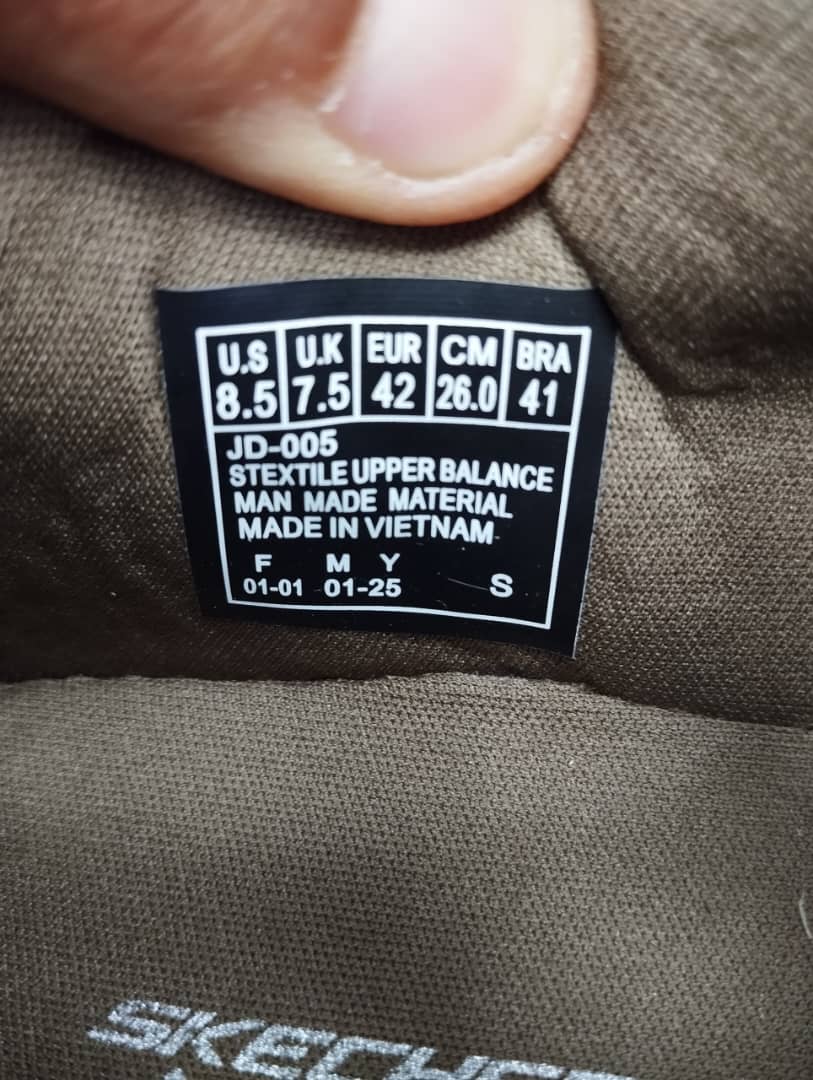 U.S U.K EUR CM BRA
8.5 7.5 42 26.0 41
JD-005
STEXTILE UPPER BALANCE
MAN MADE MATERIAL
MADE IN VIETNAM
F M Y
01-01 01-25 S